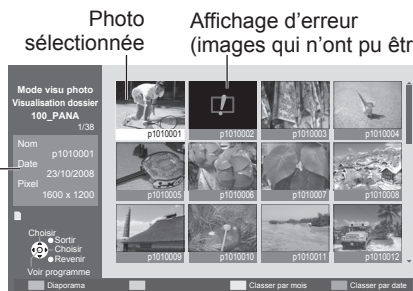 Photo
sélectionnée
Affichage d'erreur
(images qui n'ont pu êtr
Mode visu photo
Visualisation dossier
100_PANA
1/38
Nom
p1010001
Date
23/10/2008
Pixel
1600 x 1200
Choisir
Sortir
Choisir
Revenir
Voir programme
p1010001
p1010002
p1010003
p1010004
p1010005
p1010006
p1010007
p1010008
p1010009
p1010010
p1010011
p1010012
Diaporama
Classer par mois
Classer par date